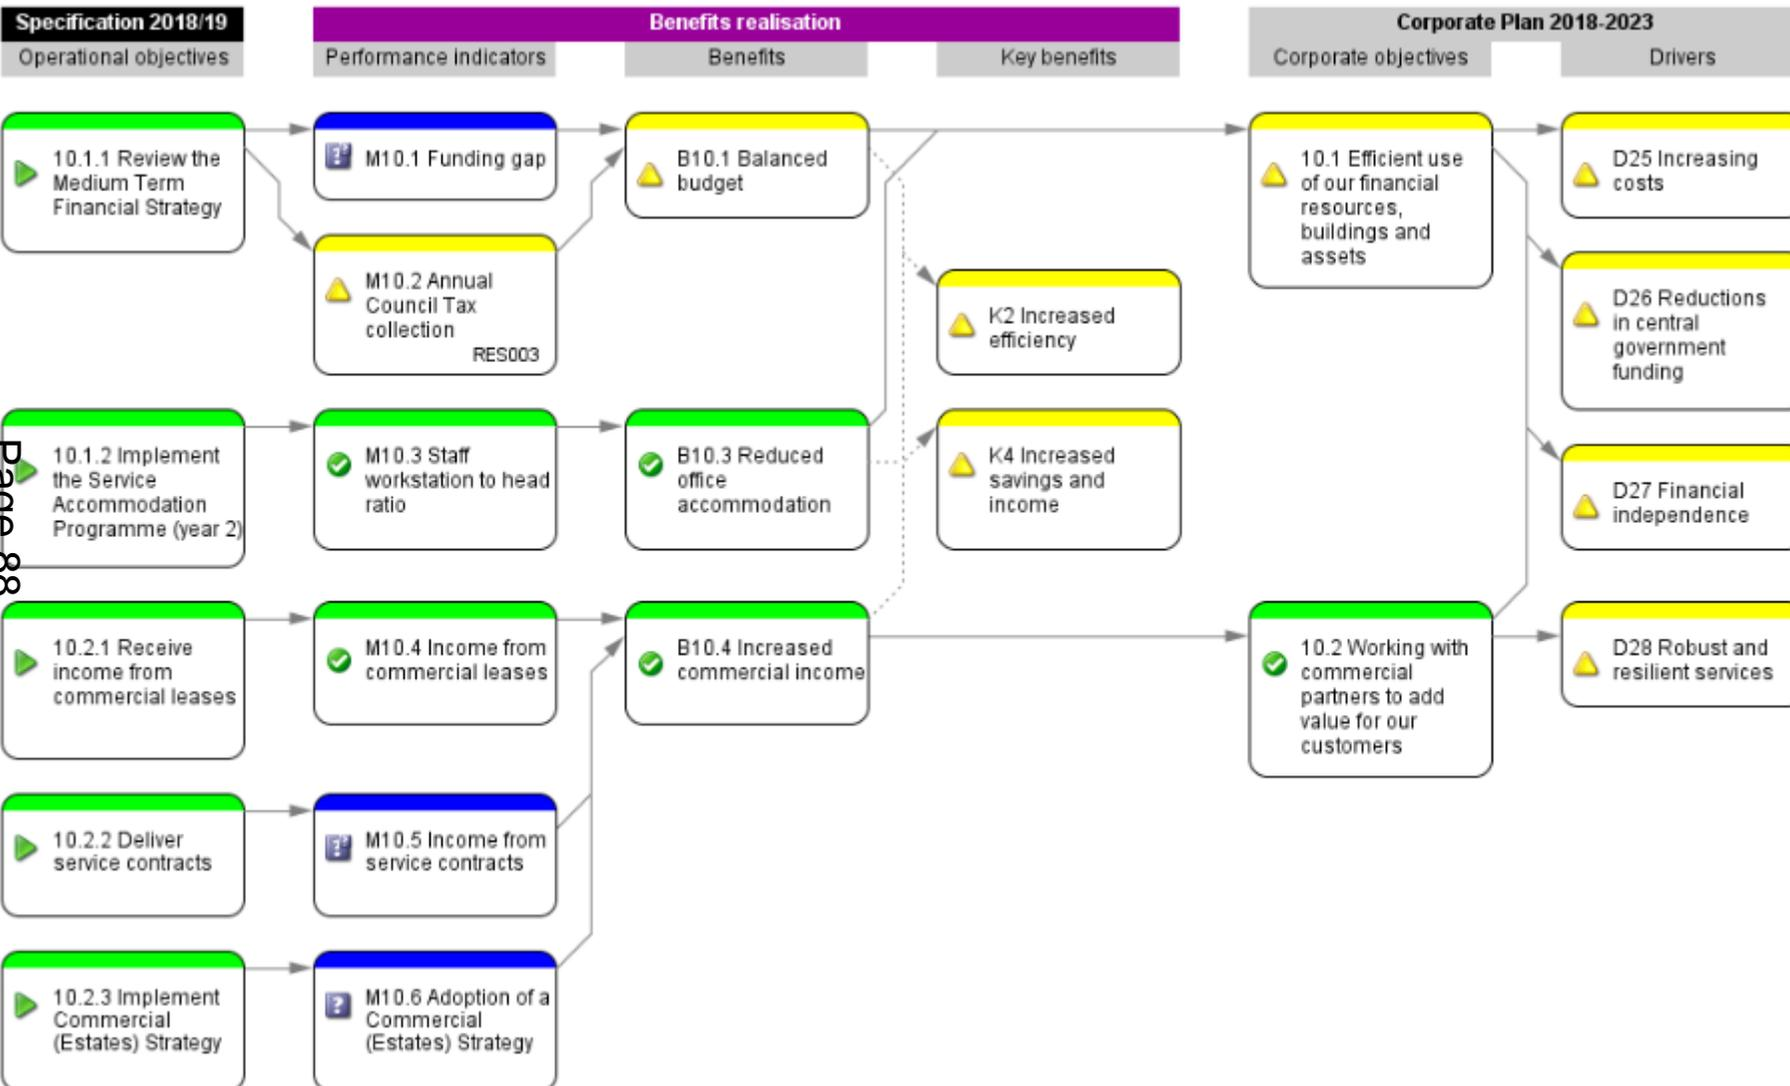 Specification 2018/19
Benefits realisation
Corporate Plan 2018-2023
Operational objectives
Performance indicators
Benefits
Key benefits
Corporate objectives
Drivers
10.1.1 Review the
Medium Term
Financial Strategy
M10.1 Funding gap
M10.2 Annual
Council Tax
collection
RES003
B10.1 Balanced
budget
K2 Increased
efficiency
10.1 Efficient use
of our financial
resources,
buildings and
assets
D25 Increasing
costs
D26 Reductions
in central
government
funding
10.1.2 Implement
the Service
Accommodation
Programme (year 2)
M10.3 Staff
workstation to head
ratio
B10.3 Reduced
office
accommodation
K4 Increased
savings and
income
D27 Financial
independence
Page 88
10.2.1 Receive
income from
commercial leases
M10.4 Income from
commercial leases
B10.4 Increased
commercial income
10.2 Working with
commercial
partners to add
value for our
customers
D28 Robust and
resilient services
10.2.2 Deliver
service contracts
M10.5 Income from
service contracts
10.2.3 Implement
Commercial
(Estates) Strategy
M10.6 Adoption of a
Commercial
(Estates) Strategy